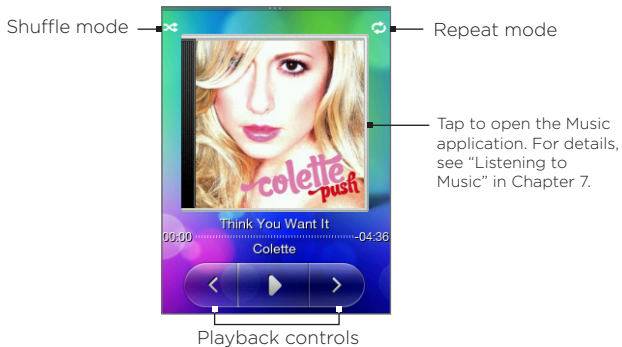 Shuffle mode
Repeat mode
colette
push
Tap to open the Music
application. For details,
see “Listening to
Music” in Chapter 7.
Think You Want It
00:00
-04:36
Colette
Playback controls